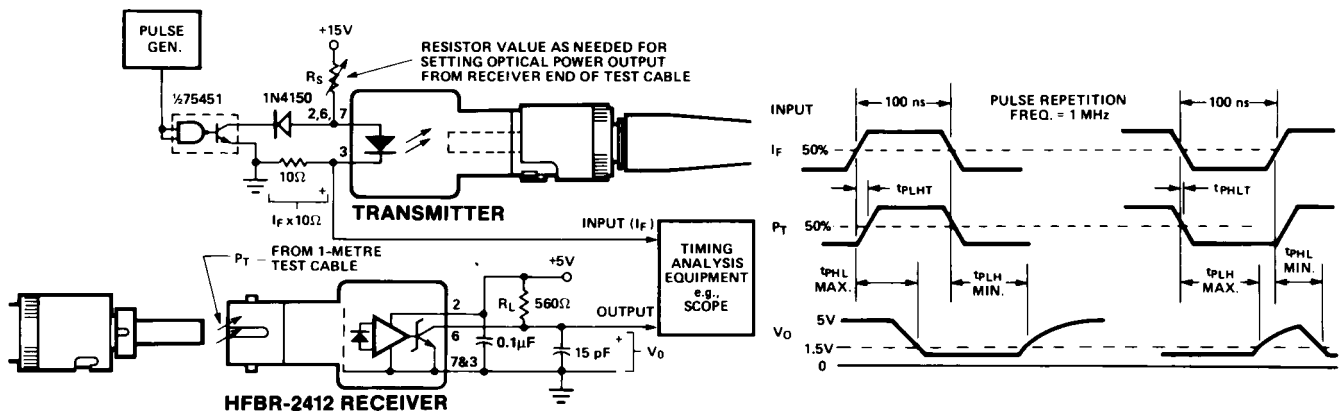 PULSE
GEN.
+15V
RESISTOR VALUE AS NEEDED FOR
SETTING OPTICAL POWER OUTPUT
FROM RECEIVER END OF TEST CABLE
RS
½75451
1N4150
2,6, 7
3
10Ω
+
IF x10Ω
TRANSMITTER
INPUT (IF)
TIMING
ANALYSIS
EQUIPMENT
e.g.,
SCOPE
PT – FROM 1-METRE
TEST CABLE
+5V
2
RL
560Ω
OUTPUT
6
0.1μF
+
15 pF
VO
7&3
HFBR-2412 RECEIVER
INPUT
100 ns
PULSE REPETITION
FREQ. = 1 MHz
100 ns
IF 50%
tPLHT
tPHLT
PT 50%
tPHL
MAX.
tPLH
MIN.
tPLH
MAX.
tPHL
MIN.
VO
5V
1.5V
0